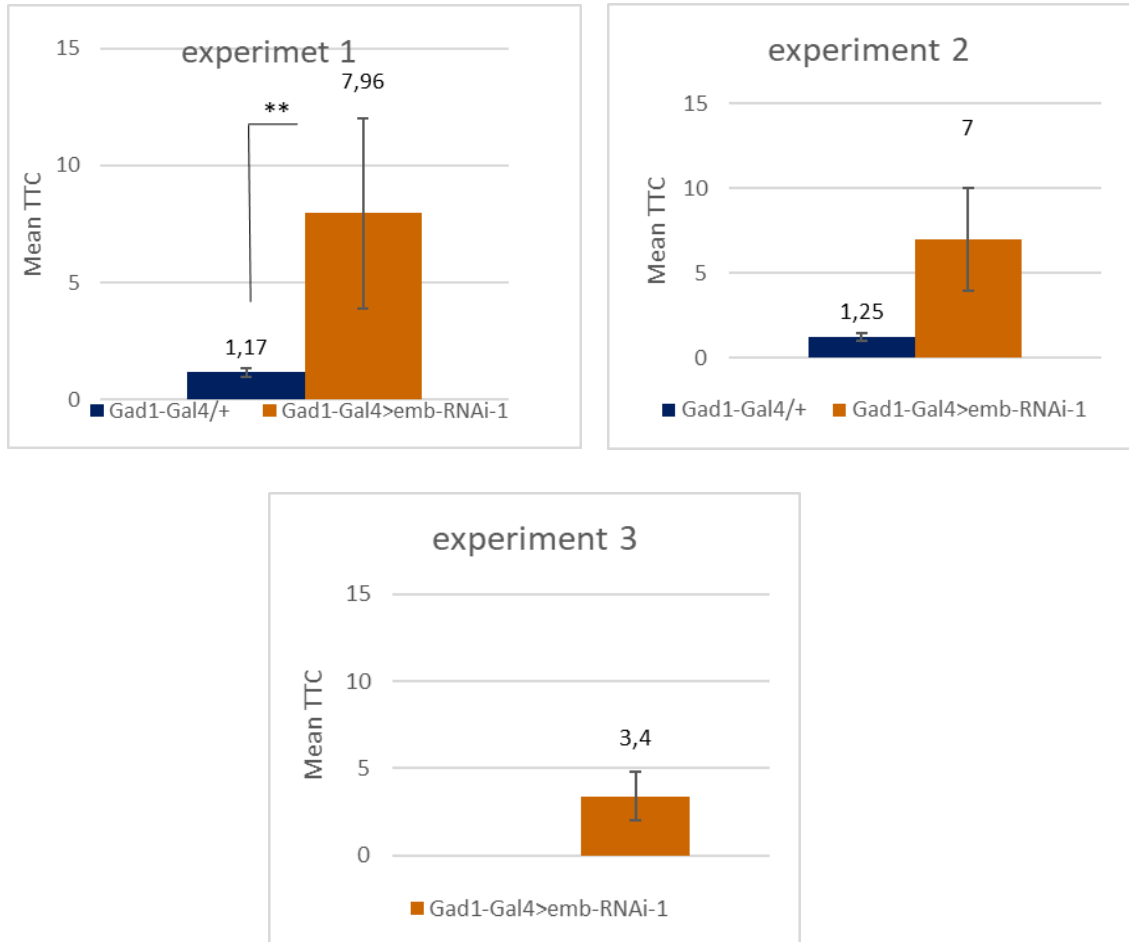 experimet 1
15
10
5
0
Mean TTC
7,96
**
1,17
Gad1-Gal4/+ Gad1-Gal4>emb-RNAi-1
experiment 2
15
10
5
0
Mean TTC
7
1,25
Gad1-Gal4/+ Gad1-Gal4>emb-RNAi-1
experiment 3
15
10
5
0
Mean TTC
3,4
Gad1-Gal4>emb-RNAi-1